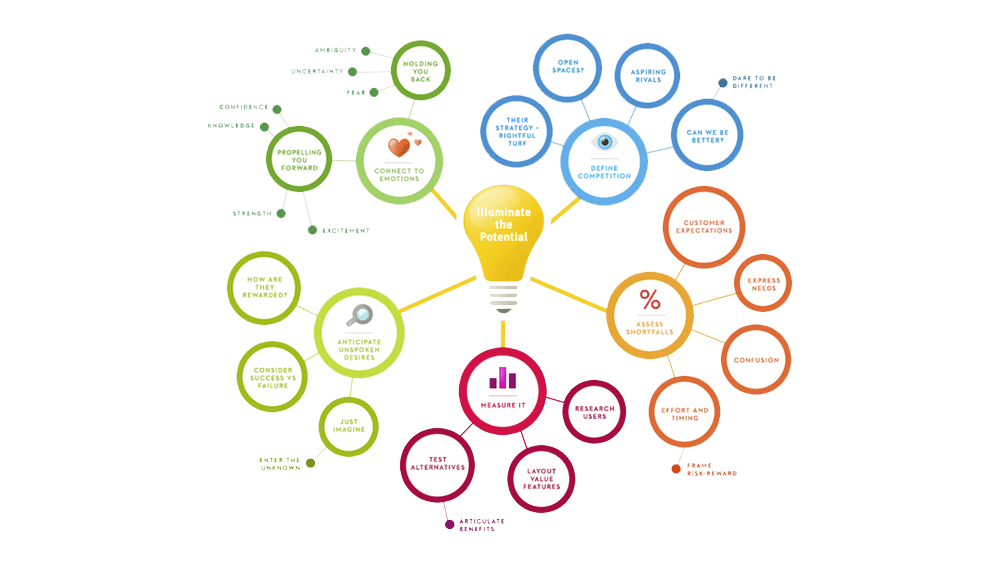 Illuminate
the
Potential
CONNECT TO
EMOTIONS
HOLDING
YOU
BACK
AMBIGUITY
UNCERTAINTY
FEAR
PROPELLING
YOU
FORWARD
CONFIDENCE
KNOWLEDGE
STRENGTH
EXCITEMENT
DEFINE
COMPETITION
THEIR
STRATEGY -
RIGHTFUL
TURF
OPEN
SPACES?
ASPIRING
RIVALS
CAN WE BE
BETTER?
DARE TO BE
DIFFERENT
%
ASSESS
SHORTFALLS
CUSTOMER
EXPECTATIONS
EXPRESS
NEEDS
CONFUSION
EFFORT AND
TIMING
FRAME
RISK-REWARD
MEASURE IT
RESEARCH
USERS
LAYOUT
VALUE
FEATURES
TEST
ALTERNATIVES
ARTICULATE
BENEFITS
ANTICIPATE
UNSPOKEN
DESIRES
HOW ARE
THEY
REWARDED?
CONSIDER
SUCCESS VS
FAILURE
JUST
IMAGINE
ENTER THE
UNKNOWN